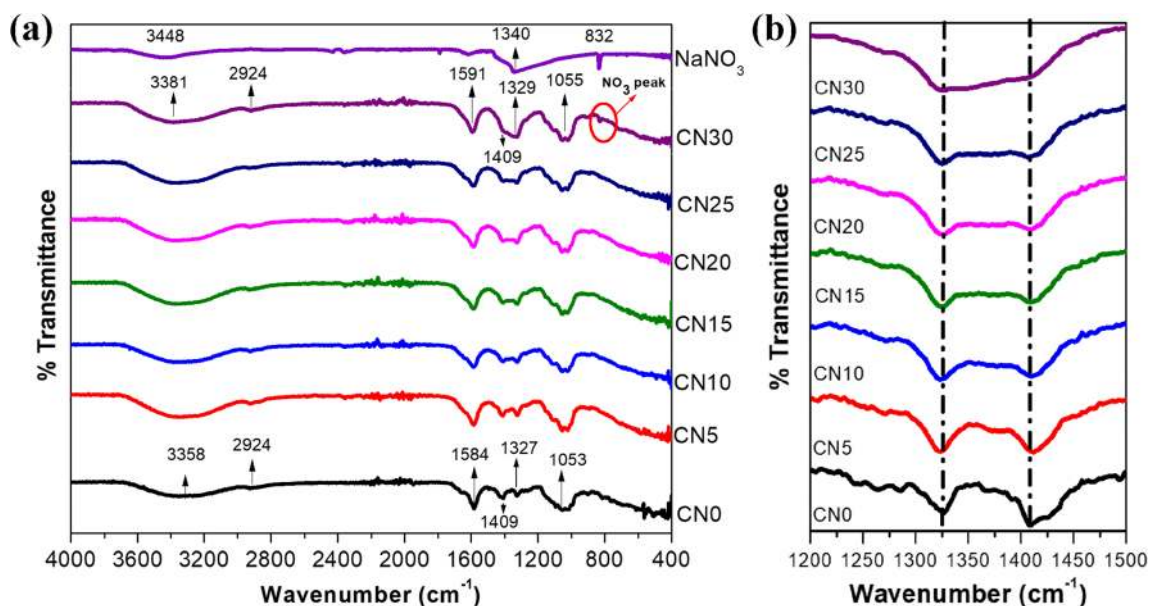 (a)
% Transmittance
3448
1340
832
NaNO3
3381
2924
1591
1329
1055
NO3 peak
CN30
1409
CN25
CN20
CN15
CN10
CN5
3358
2924
1584
1327
1053
CN0
1409
4000 3600 3200 2800 2400 2000 1600 1200 800 400
Wavenumber (cm-1)
(b)
% Transmittance
CN30
CN25
CN20
CN15
CN10
CN5
CN0
1200 1250 1300 1350 1400 1450 1500
Wavenumber (cm-1)